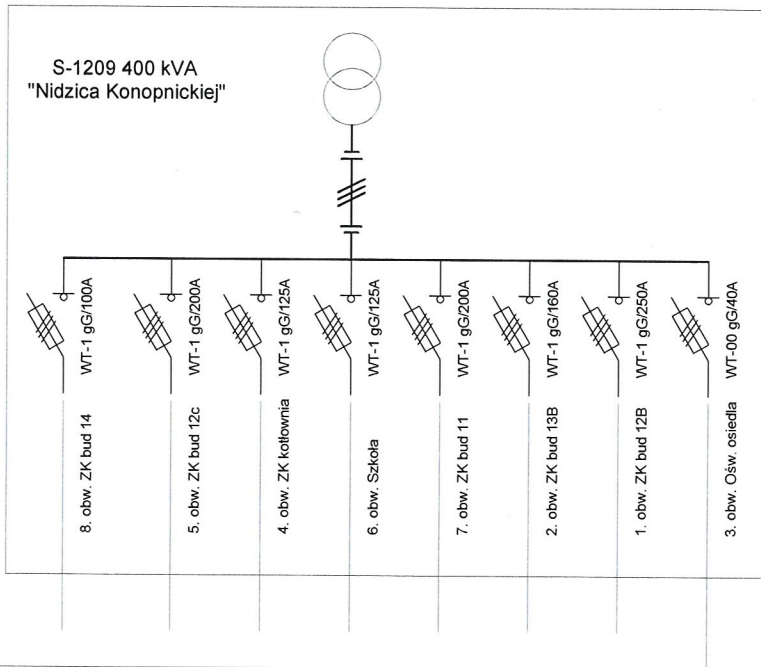 S-1209 400 kVA
"Nidzica Konopnickiej"
WT-1 gG/100A
8. obw. ZK bud 14
WT-1 gG/200A
5. obw. ZK bud 12c
WT-1 gG/125A
4. obw. ZK kotłownia
WT-1 gG/125A
6. obw. Szkoła
WT-1 gG/200A
7. obw. ZK bud 11
WT-1 gG/160A
2. obw. ZK bud 13B
WT-1 gG/250A
1. obw. ZK bud 12B
WT-00 gG/40A
3. obw. Ośw. osiedla